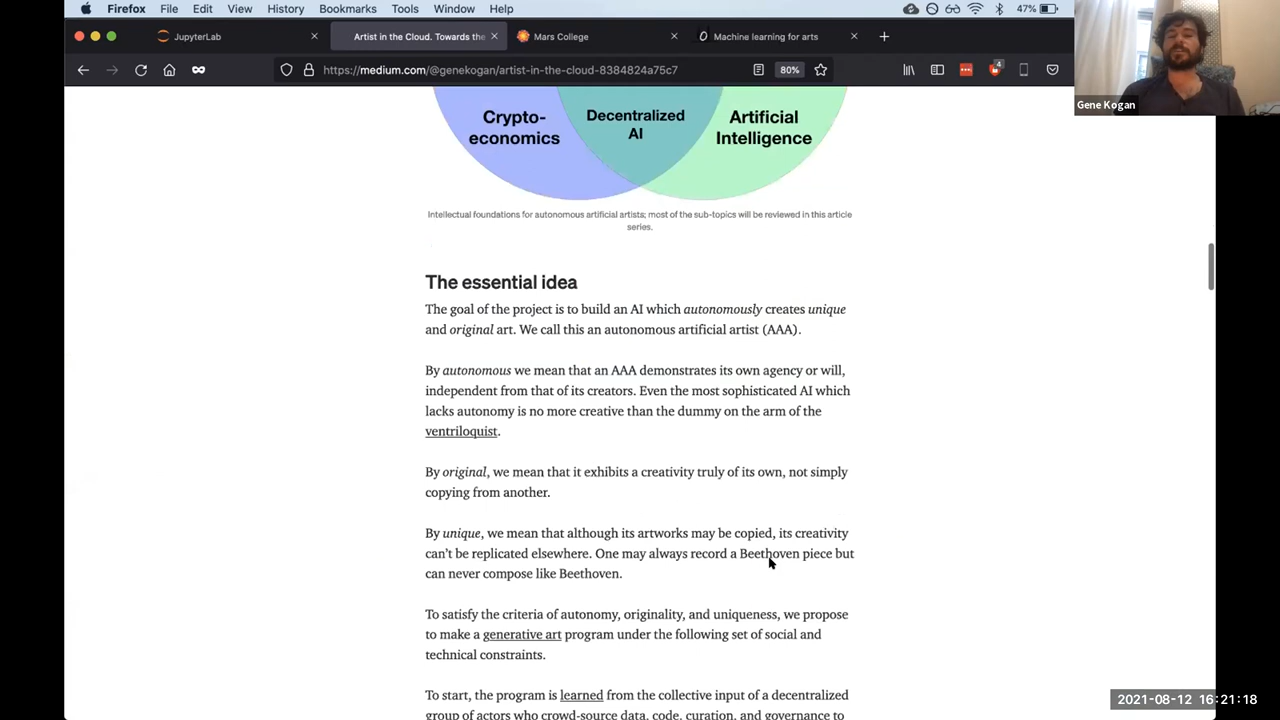 Firefox File Edit View History Bookmarks Tools Window Help 47%
JupyterLab Artist in the Cloud. Towards the Mars College Machine learning for arts
https://medium.com/@genekogan/artist-in-the-cloud-8384824a75c7 80% 4
Gene Kogan
Crypto-
economics
Decentralized
AI
Artificial
Intelligence
Intellectual foundations for autonomous artificial artists; most of the sub-topics will be reviewed in this article
series.
The essential idea
The goal of the project is to build an AI which autonomously creates unique
and original art. We call this an autonomous artificial artist (AAA).
By autonomous we mean that an AAA demonstrates its own agency or will,
independent from that of its creators. Even the most sophisticated AI which
lacks autonomy is no more creative than the dummy on the arm of the
ventriloquist.
By original, we mean that it exhibits a creativity truly of its own, not simply
copying from another.
By unique, we mean that although its artworks may be copied, its creativity
can't be replicated elsewhere. One may always record a Beethoven piece but
can never compose like Beethoven.
To satisfy the criteria of autonomy, originality, and uniqueness, we propose
to make a generative art program under the following set of social and
technical constraints.
To start, the program is learned from the collective input of a decentralized
group of actors who crowd-source data, code, curation, and governance to
2021-08-12 16:21:18